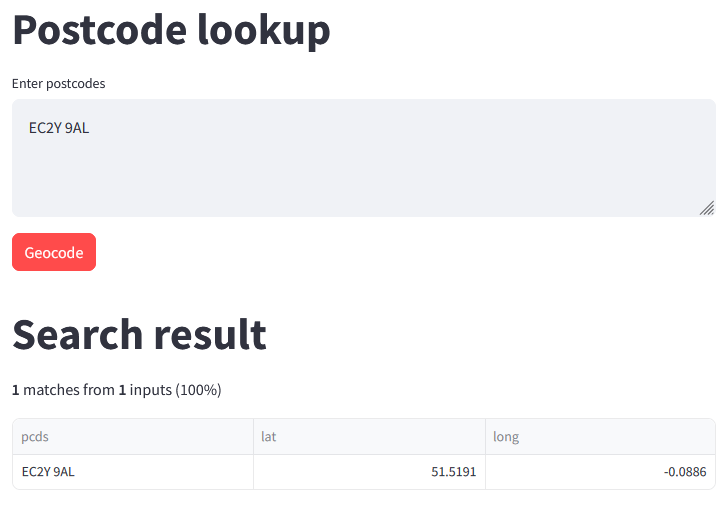 Postcode lookup
Enter postcodes
EC2Y 9AL
Geocode
Search result
1 matches from 1 inputs (100%)
pcds lat long
EC2Y 9AL 51.5191 -0.0886